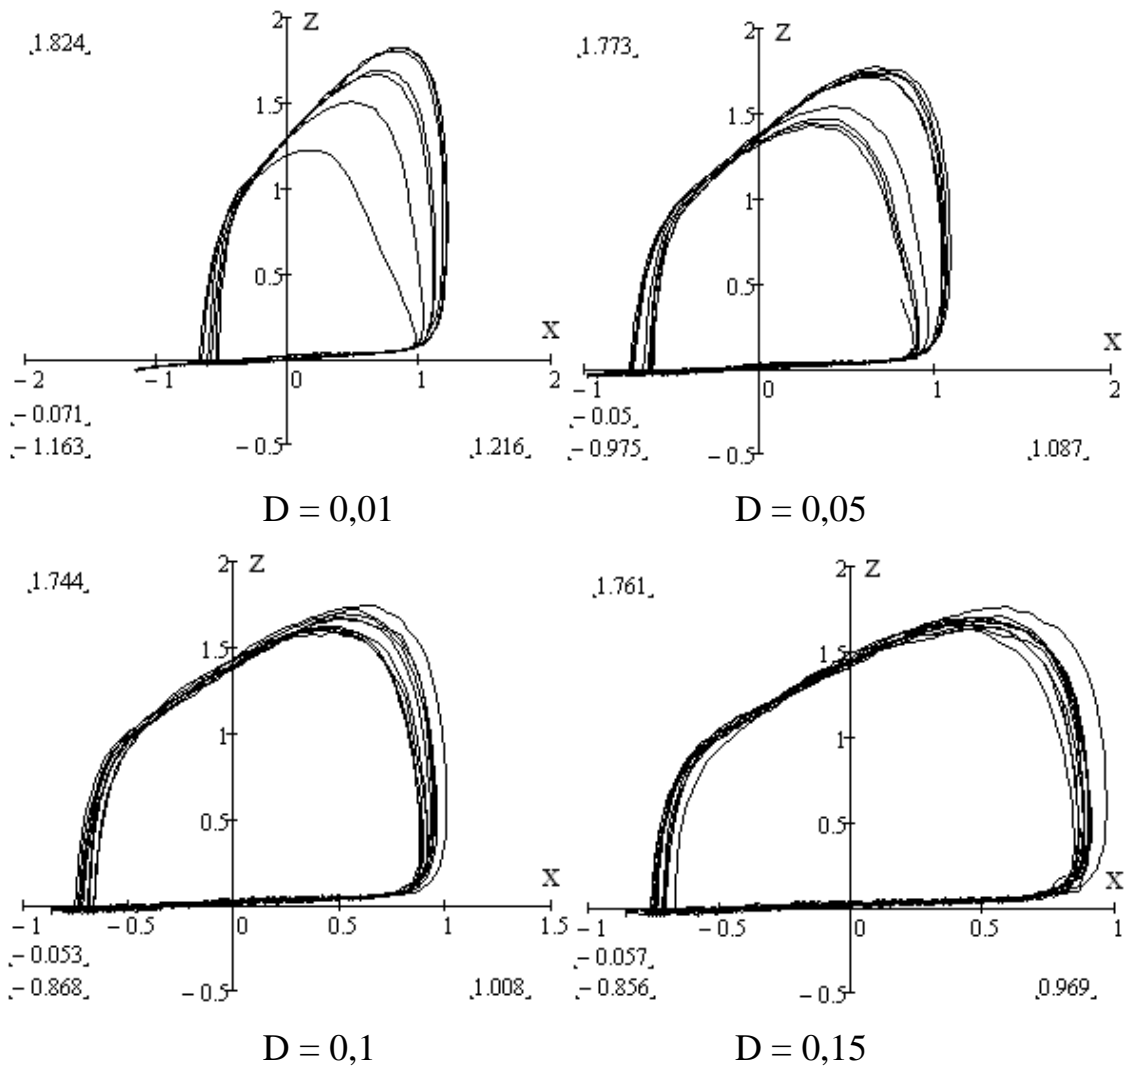 2 z
⌞1.824⌟
1.5
1
0.5
x
– 2 –1 0 1 2
⌞– 0.071⌟
⌞– 1.163⌟ – 0.5 ⌞1.216⌟
D = 0,01
2 z
⌞1.773⌟
1.5
1
0.5
x
– 1 0 1 2
⌞– 0.05⌟
⌞– 0.975⌟ – 0.5 ⌞1.087⌟
D = 0,05
2 z
⌞1.744⌟
1.5
1
0.5
x
– 1 – 0.5 0 0.5 1 1.5
⌞– 0.053⌟
⌞– 0.868⌟ – 0.5 ⌞1.008⌟
D = 0,1
2 z
⌞1.761⌟
1.5
1
0.5
x
– 1 – 0.5 0 0.5 1
⌞– 0.057⌟
⌞– 0.856⌟ – 0.5 ⌞0.969⌟
D = 0,15